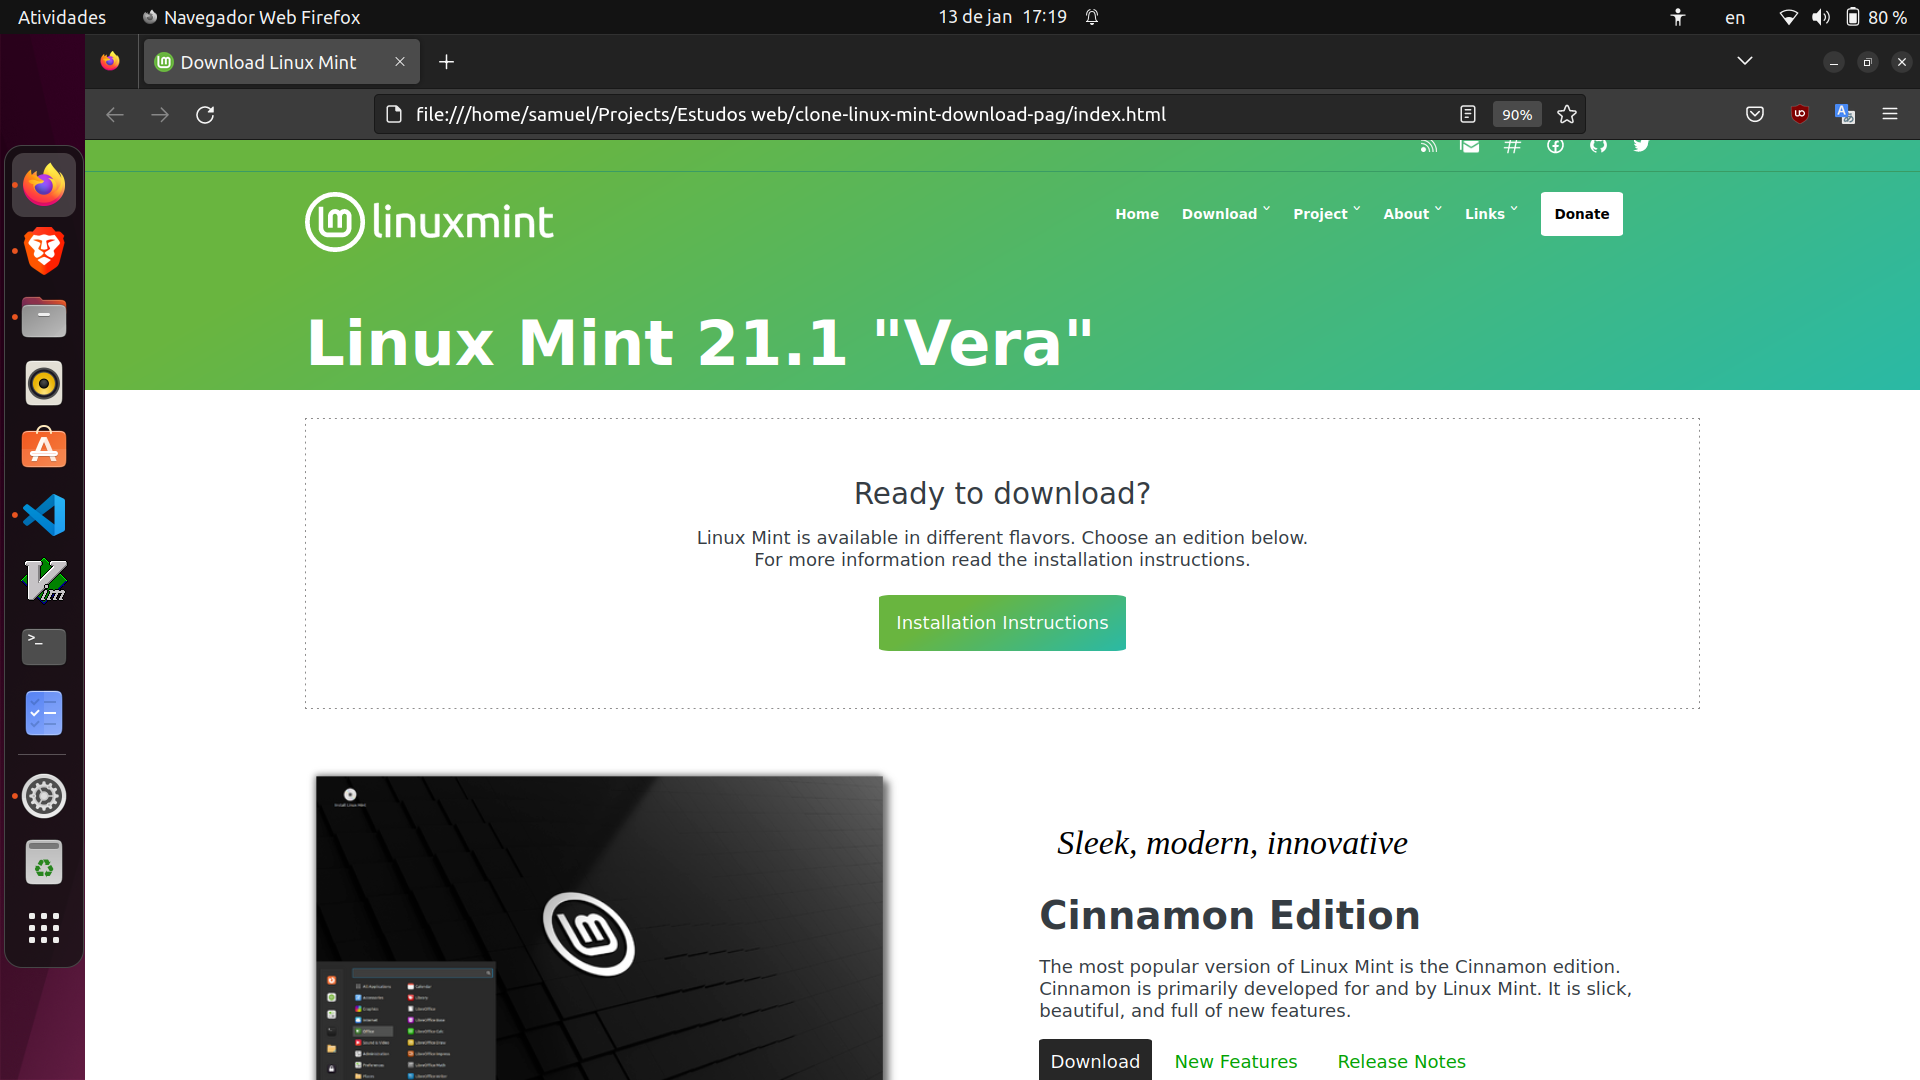 Atividades Navegador Web Firefox 13 de jan 17:19 en 80 %
Download Linux Mint
file:///home/samuel/Projects/Estudos web/clone-linux-mint-download-pag/index.html 90%
linuxmint Home Download Project About Links Donate
Linux Mint 21.1 "Vera"
Ready to download?
Linux Mint is available in different flavors. Choose an edition below.
For more information read the installation instructions.
Installation Instructions
Sleek, modern, innovative
Cinnamon Edition
The most popular version of Linux Mint is the Cinnamon edition.
Cinnamon is primarily developed for and by Linux Mint. It is slick,
beautiful, and full of new features.
Download New Features Release Notes